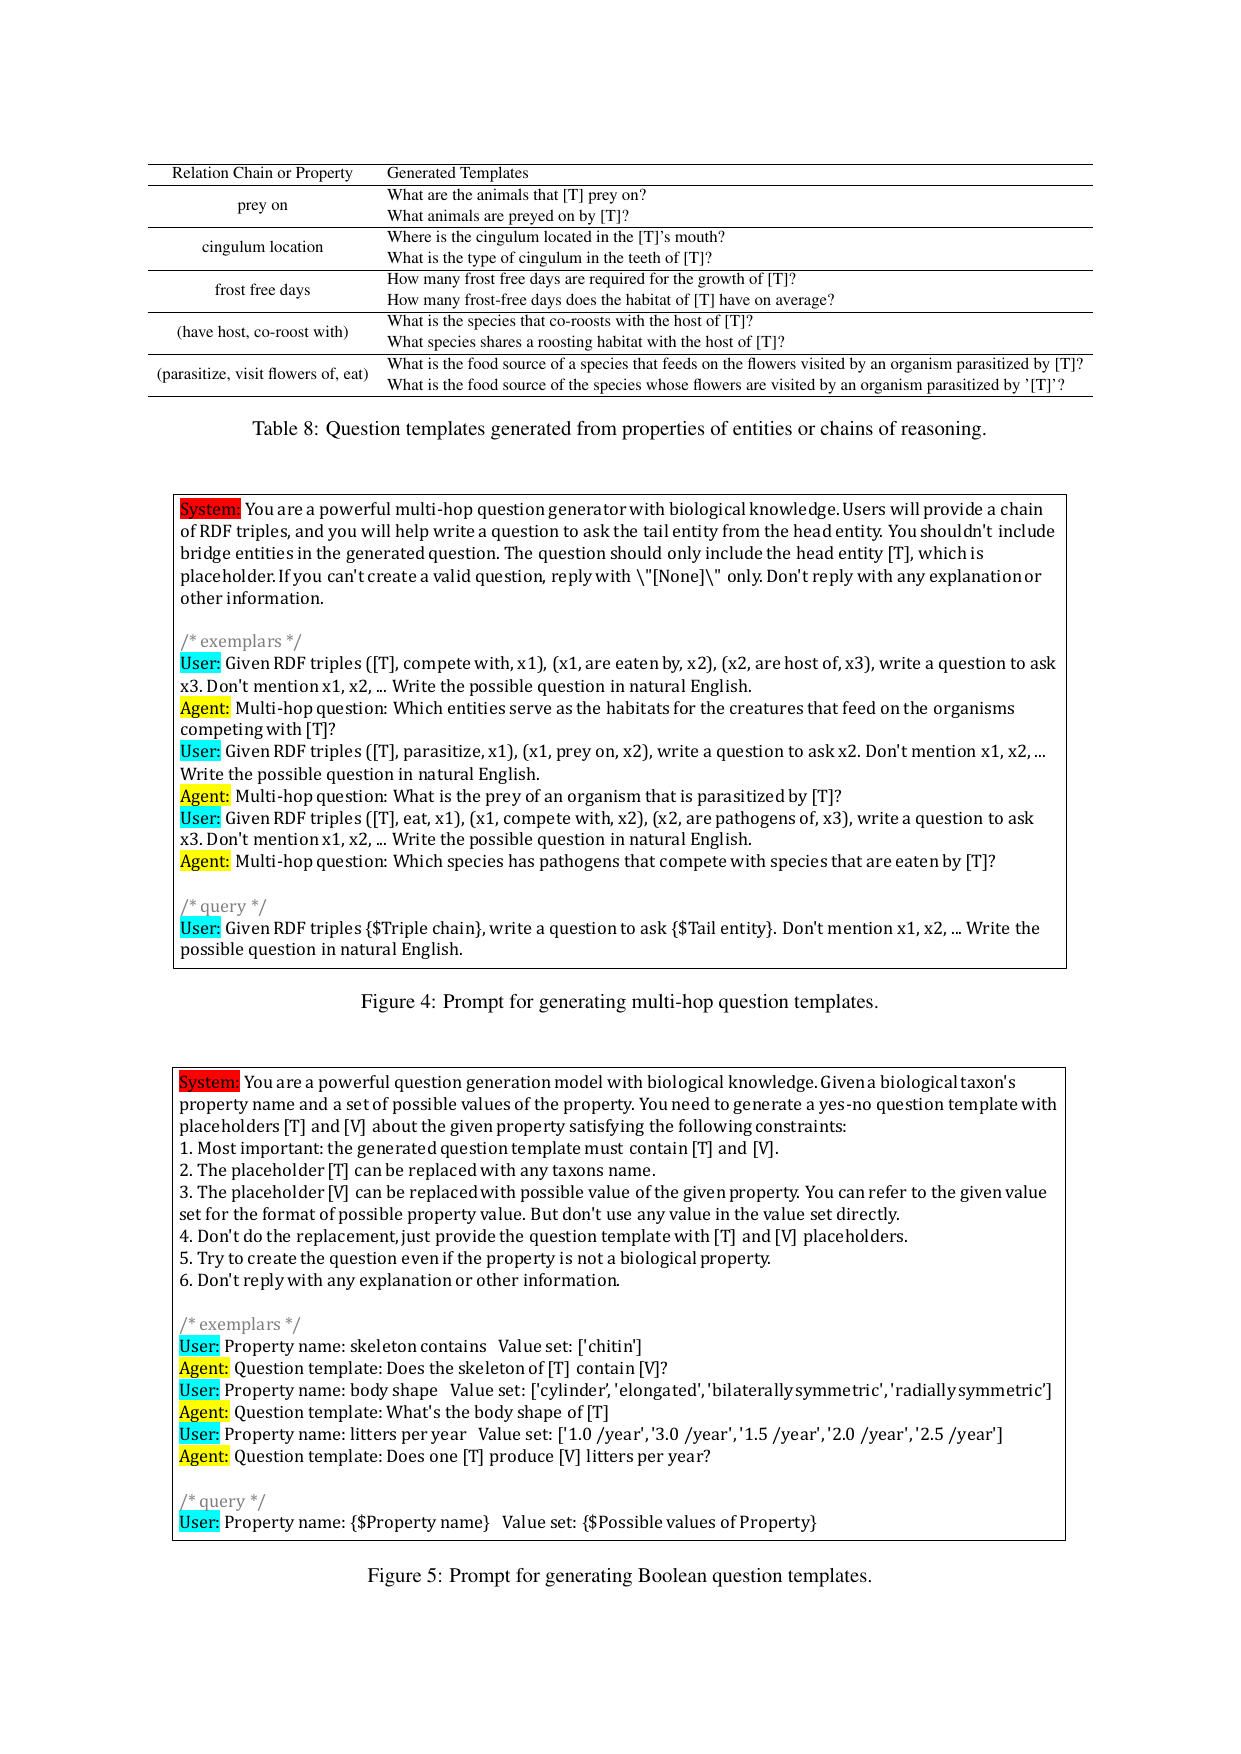 Relation Chain or Property Generated Templates
prey on
What are the animals that [T] prey on?
What animals are preyed on by [T]?
cingulum location
Where is the cingulum located in the [T]'s mouth?
What is the type of cingulum in the teeth of [T]?
frost free days
How many frost free days are required for the growth of [T]?
How many frost-free days does the habitat of [T] have on average?
(have host, co-roost with)
What is the species that co-roosts with the host of [T]?
What species shares a roosting habitat with the host of [T]?
(parasitize, visit flowers of, eat)
What is the food source of a species that feeds on the flowers visited by an organism parasitized by [T]?
What is the food source of the species whose flowers are visited by an organism parasitized by '[T]'?
Table 8: Question templates generated from properties of entities or chains of reasoning.
System: You are a powerful multi-hop question generator with biological knowledge. Users will provide a chain
of RDF triples, and you will help write a question to ask the tail entity from the head entity. You shouldn't include
bridge entities in the generated question. The question should only include the head entity [T], which is
placeholder. If you can't create a valid question, reply with \"[None]\" only. Don't reply with any explanation or
other information.
/* exemplars */
User: Given RDF triples ([T], compete with, x1), (x1, are eaten by, x2), (x2, are host of, x3), write a question to ask
x3. Don't mention x1, x2, ... Write the possible question in natural English.
Agent: Multi-hop question: Which entities serve as the habitats for the creatures that feed on the organisms
competing with [T]?
User: Given RDF triples ([T], parasitize, x1), (x1, prey on, x2), write a question to ask x2. Don't mention x1, x2, ...
Write the possible question in natural English.
Agent: Multi-hop question: What is the prey of an organism that is parasitized by [T]?
User: Given RDF triples ([T], eat, x1), (x1, compete with, x2), (x2, are pathogens of, x3), write a question to ask
x3. Don't mention x1, x2, ... Write the possible question in natural English.
Agent: Multi-hop question: Which species has pathogens that compete with species that are eaten by [T]?
/* query */
User: Given RDF triples {$Triple chain}, write a question to ask {$Tail entity}. Don't mention x1, x2, ... Write the
possible question in natural English.
Figure 4: Prompt for generating multi-hop question templates.
System: You are a powerful question generation model with biological knowledge. Given a biological taxon's
property name and a set of possible values of the property. You need to generate a yes-no question template with
placeholders [T] and [V] about the given property satisfying the following constraints:
1. Most important: the generated question template must contain [T] and [V].
2. The placeholder [T] can be replaced with any taxons name.
3. The placeholder [V] can be replaced with possible value of the given property. You can refer to the given value
set for the format of possible property value. But don't use any value in the value set directly.
4. Don't do the replacement, just provide the question template with [T] and [V] placeholders.
5. Try to create the question even if the property is not a biological property.
6. Don't reply with any explanation or other information.
/* exemplars */
User: Property name: skeleton contains Value set: ['chitin']
Agent: Question template: Does the skeleton of [T] contain [V]?
User: Property name: body shape Value set: ['cylinder', 'elongated', 'bilaterally symmetric', 'radially symmetric']
Agent: Question template: What's the body shape of [T]
User: Property name: litters per year Value set: ['1.0 /year', '3.0 /year', '1.5 /year', '2.0 /year', '2.5 /year']
Agent: Question template: Does one [T] produce [V] litters per year?
/* query */
User: Property name: {$Property name} Value set: {$Possible values of Property}
Figure 5: Prompt for generating Boolean question templates.